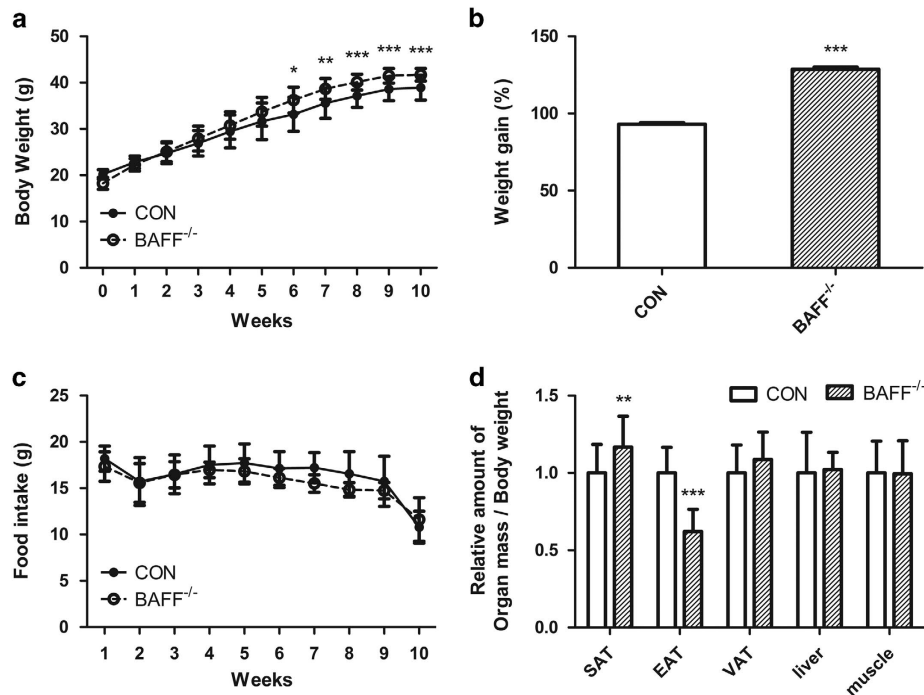 a
Body Weight (g)
50
40
30
20
10
0
* ** *** *** ***
CON
BAFF-/-
0 1 2 3 4 5 6 7 8 9 10
Weeks
b
Weight gain (%)
150
100
50
0
***
CON
BAFF-/-
c
Food intake (g)
25
20
15
10
5
0
CON
BAFF-/-
1 2 3 4 5 6 7 8 9 10
Weeks
d
Relative amount of
Organ mass / Body weight
1.5
1.0
0.5
0.0
CON BAFF-/-
**
***
SAT EAT VAT liver muscle